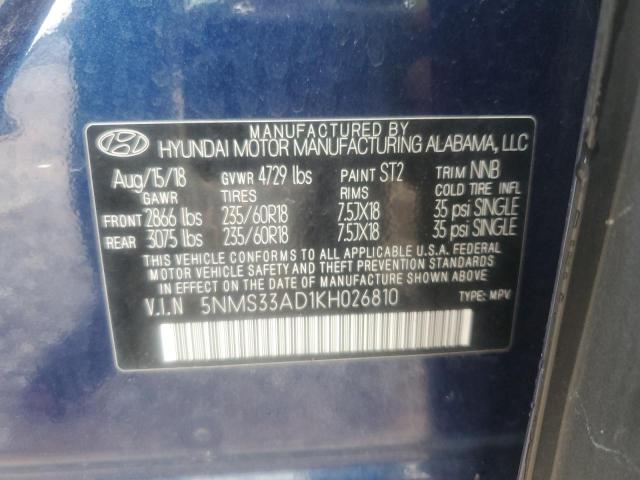 MANUFACTURED BY
HYUNDAI MOTOR MANUFACTURING ALABAMA, LLC
Aug/15/18 GVWR 4729 lbs PAINT ST2 TRIM NNB
GAWR TIRES RIMS COLD TIRE INFL
FRONT 2866 lbs 235/60R18 7.5JX18 35 psi SINGLE
REAR 3075 lbs 235/60R18 7.5JX18 35 psi SINGLE
THIS VEHICLE CONFORMS TO ALL APPLICABLE U.S.A. FEDERAL
MOTOR VEHICLE SAFETY AND THEFT PREVENTION STANDARDS
IN EFFECT ON THE DATE OF MANUFACTURE SHOWN ABOVE.
V.I.N 5NMS33AD1KH026810 TYPE: MPV